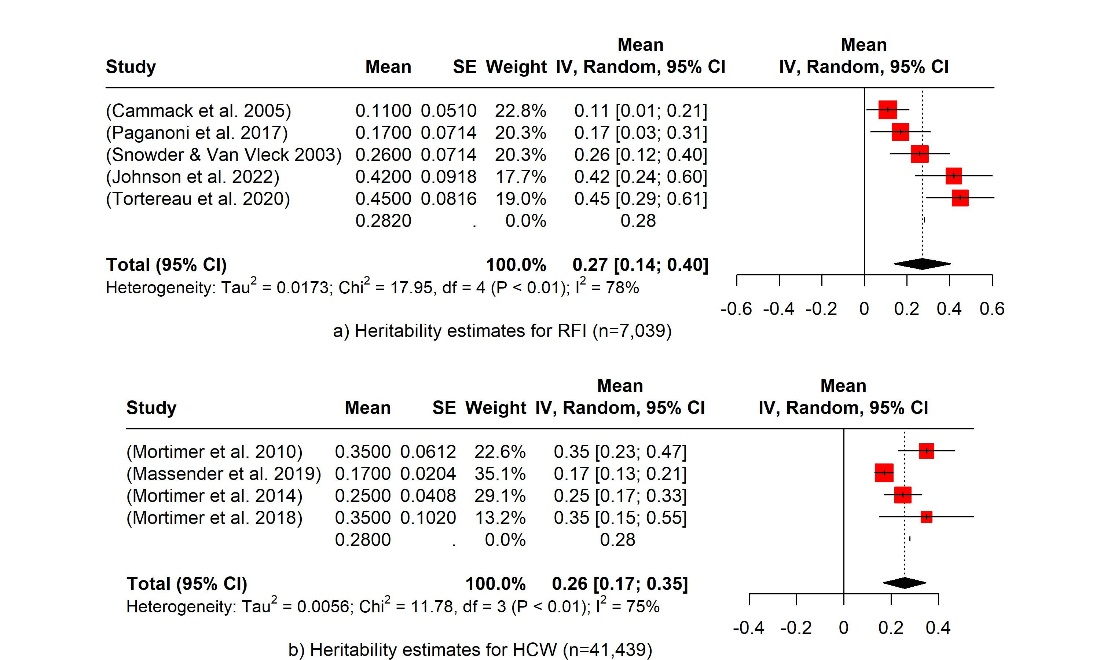 Mean Mean
Study Mean SE Weight IV, Random, 95% CI IV, Random, 95% CI
(Cammack et al. 2005) 0.1100 0.0510 22.8% 0.11 [0.01; 0.21]
(Paganoni et al. 2017) 0.1700 0.0714 20.3% 0.17 [0.03; 0.31]
(Snowder & Van Vleck 2003) 0.2600 0.0714 20.3% 0.26 [0.12; 0.40]
(Johnson et al. 2022) 0.4200 0.0918 17.7% 0.42 [0.24; 0.60]
(Tortereau et al. 2020) 0.4500 0.0816 19.0% 0.45 [0.29; 0.61]
0.2820 . 0.0% 0.28
Total (95% CI) 100.0% 0.27 [0.14; 0.40]
Heterogeneity: Tau² = 0.0173; Chi² = 17.95, df = 4 (P < 0.01); I² = 78%
-0.6 -0.4 -0.2 0 0.2 0.4 0.6
a) Heritability estimates for RFI (n=7,039)
Mean Mean
Study Mean SE Weight IV, Random, 95% CI IV, Random, 95% CI
(Mortimer et al. 2010) 0.3500 0.0612 22.6% 0.35 [0.23; 0.47]
(Massender et al. 2019) 0.1700 0.0204 35.1% 0.17 [0.13; 0.21]
(Mortimer et al. 2014) 0.2500 0.0408 29.1% 0.25 [0.17; 0.33]
(Mortimer et al. 2018) 0.3500 0.1020 13.2% 0.35 [0.15; 0.55]
0.2800 . 0.0% 0.28
Total (95% CI) 100.0% 0.26 [0.17; 0.35]
Heterogeneity: Tau² = 0.0056; Chi² = 11.78, df = 3 (P < 0.01); I² = 75%
-0.4 -0.2 0 0.2 0.4
b) Heritability estimates for HCW (n=41,439)